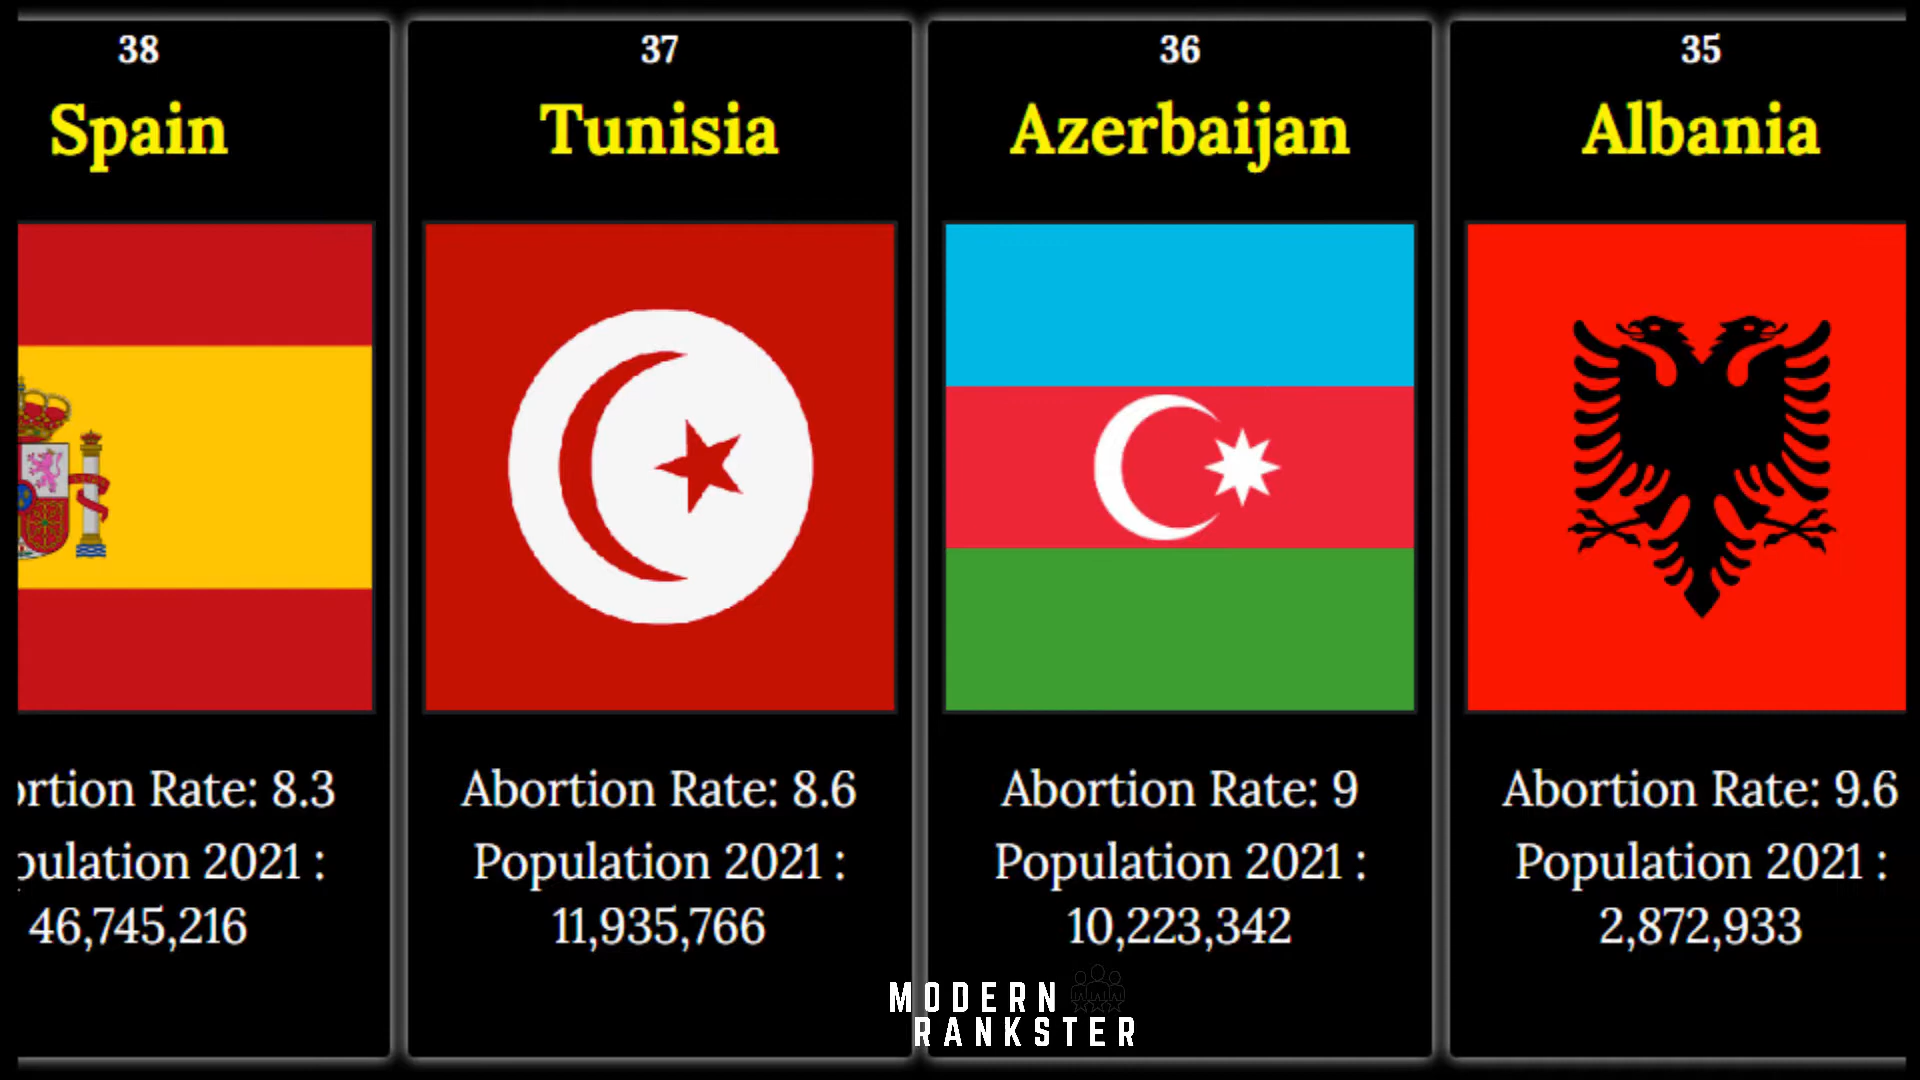 38
Spain
ortion Rate: 8.3
pulation 2021 :
46,745,216
37
Tunisia
Abortion Rate: 8.6
Population 2021 :
11,935,766
36
Azerbaijan
Abortion Rate: 9
Population 2021 :
10,223,342
35
Albania
Abortion Rate: 9.6
Population 2021 :
2,872,933
MODERN
RANKSTER